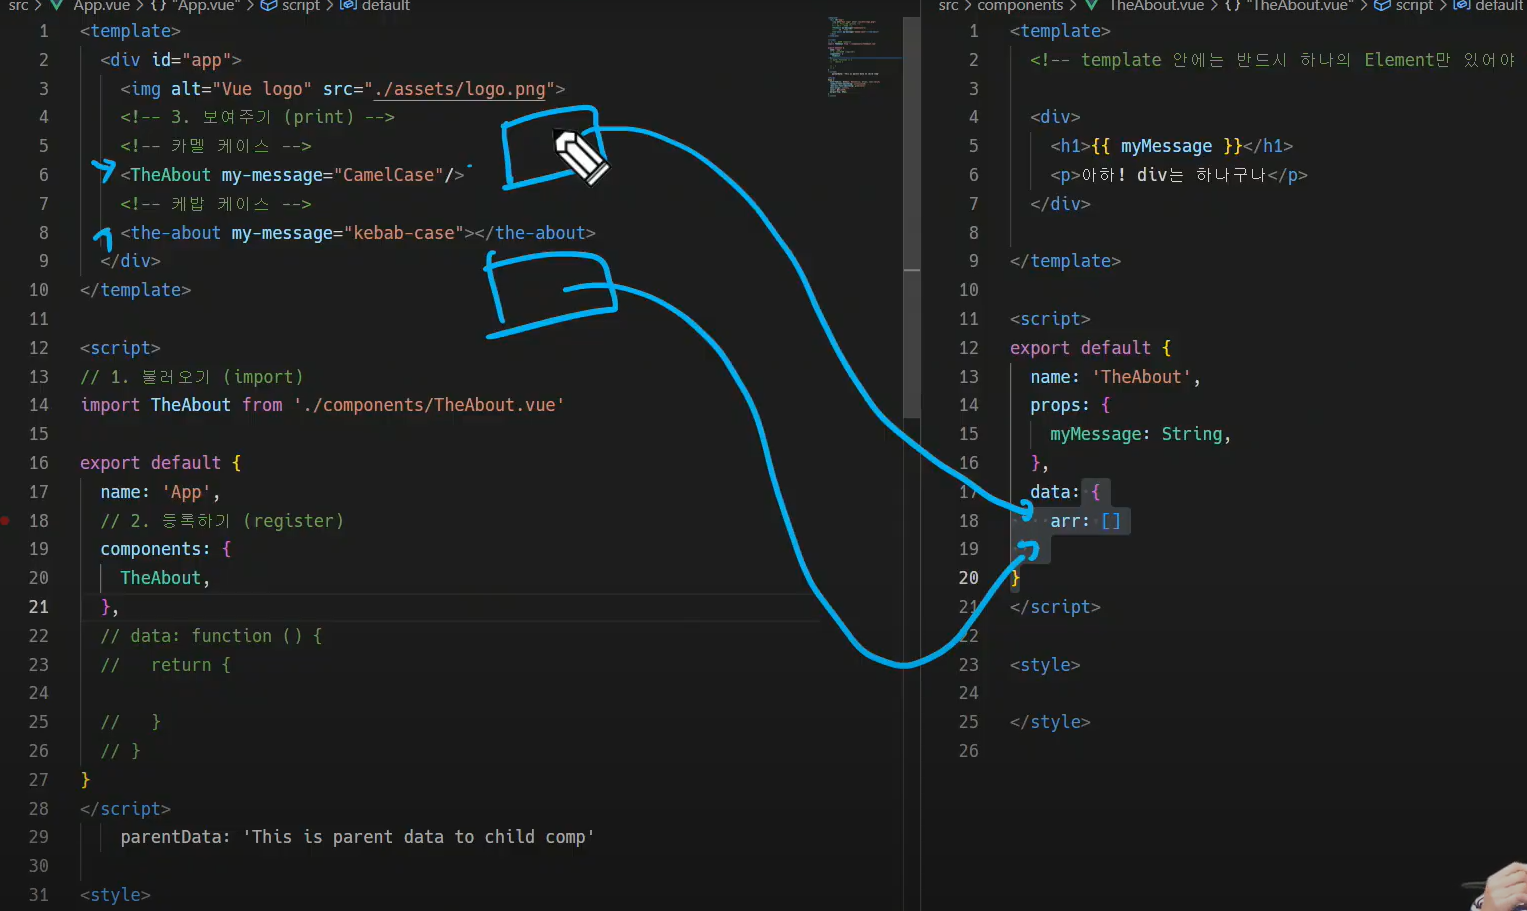 src > App.vue > {} "App.vue" > script > default
1 <template>
2 <div id="app">
3 <img alt="Vue logo" src="./assets/logo.png">
4 <!-- 3. 보여주기 (print) -->
5 <!-- 카멜 케이스 -->
6 <TheAbout my-message="CamelCase"/>
7 <!-- 케밥 케이스 -->
8 <the-about my-message="kebab-case"></the-about>
9 </div>
10 </template>
11
12 <script>
13 // 1. 불러오기 (import)
14 import TheAbout from './components/TheAbout.vue'
15
16 export default {
17 name: 'App',
18 // 2. 등록하기 (register)
19 components: {
20 TheAbout,
21 },
22 // data: function () {
23 // return {
24
25 // }
26 // }
27 }
28 </script>
29 parentData: 'This is parent data to child comp'
30
31 <style>
src > components > TheAbout.vue > {} "TheAbout.vue" > script > default
1 <template>
2 <!-- template 안에는 반드시 하나의 Element만 있어야
3
4 <div>
5 <h1>{{ myMessage }}</h1>
6 <p>아하! div는 하나구나</p>
7 </div>
8
9 </template>
10
11 <script>
12 export default {
13 name: 'TheAbout',
14 props: {
15 myMessage: String,
16 },
17 data: {
18 arr: []
19
20 }
21 </script>
22
23 <style>
24
25 </style>
26